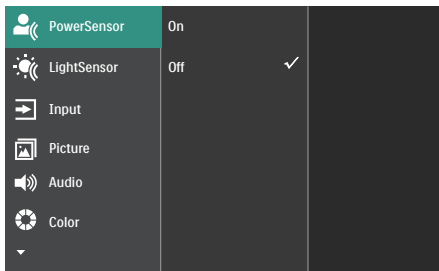 PowerSensor
On
LightSensor
Off
Input
Picture
Audio
Color